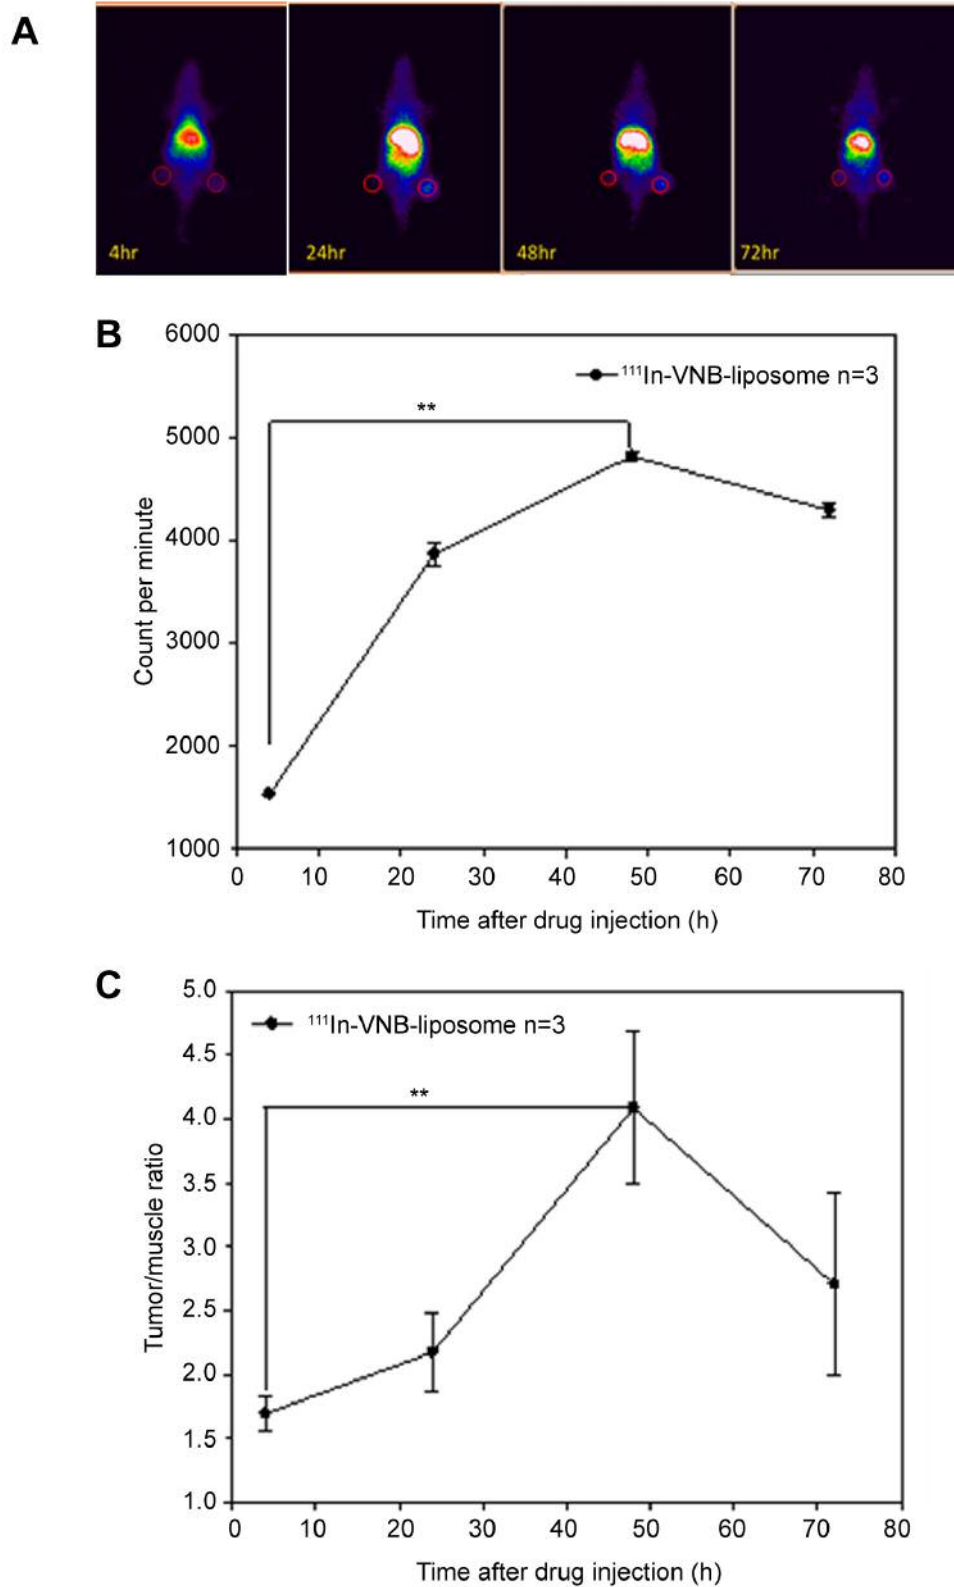 A
4hr
24hr
48hr
72hr
B
6000
5000
4000
3000
2000
1000
Count per minute
111In-VNB-liposome n=3
**
0 10 20 30 40 50 60 70 80
Time after drug injection (h)
C
5.0
4.5
4.0
3.5
3.0
2.5
2.0
1.5
1.0
Tumor/muscle ratio
111In-VNB-liposome n=3
**
0 10 20 30 40 50 60 70 80
Time after drug injection (h)